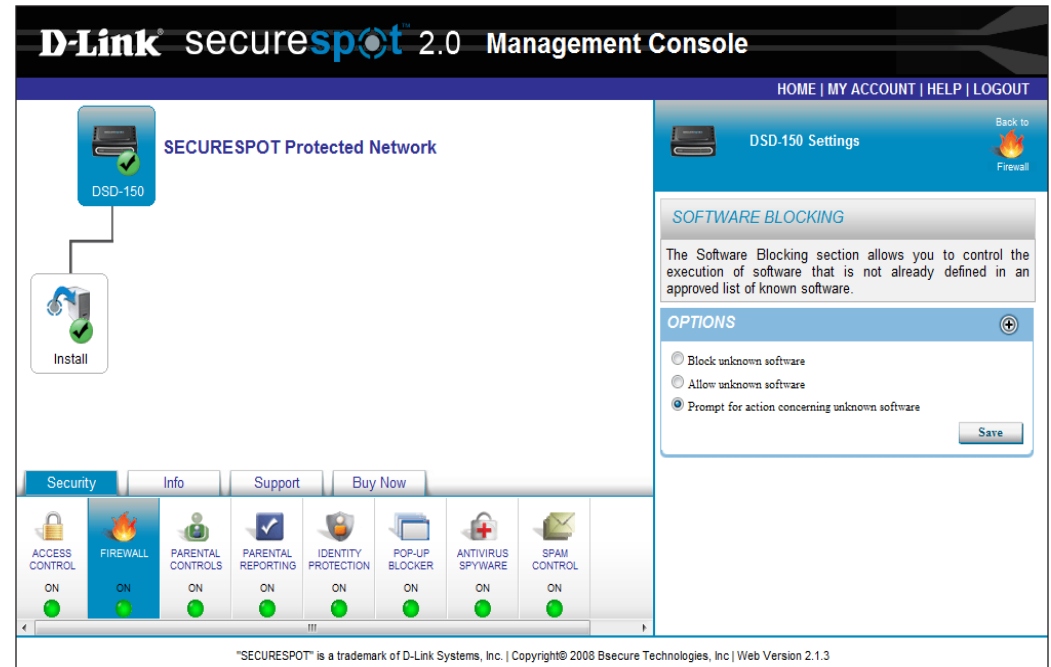 D-Link® securespot™ 2.0 Management Console
HOME | MY ACCOUNT | HELP | LOGOUT
DSD-150
SECURESPOT Protected Network
Install
DSD-150 Settings
Back to
Firewall
SOFTWARE BLOCKING
The Software Blocking section allows you to control the
execution of software that is not already defined in an
approved list of known software.
OPTIONS
Block unknown software
Allow unknown software
Prompt for action concerning unknown software
Save
Security Info Support Buy Now
ACCESS CONTROL
ON
FIREWALL
ON
PARENTAL CONTROLS
ON
PARENTAL REPORTING
ON
IDENTITY PROTECTION
ON
POP-UP BLOCKER
ON
ANTIVIRUS SPYWARE
ON
SPAM CONTROL
ON
"SECURESPOT" is a trademark of D-Link Systems, Inc. | Copyright© 2008 Bsecure Technologies, Inc | Web Version 2.1.3